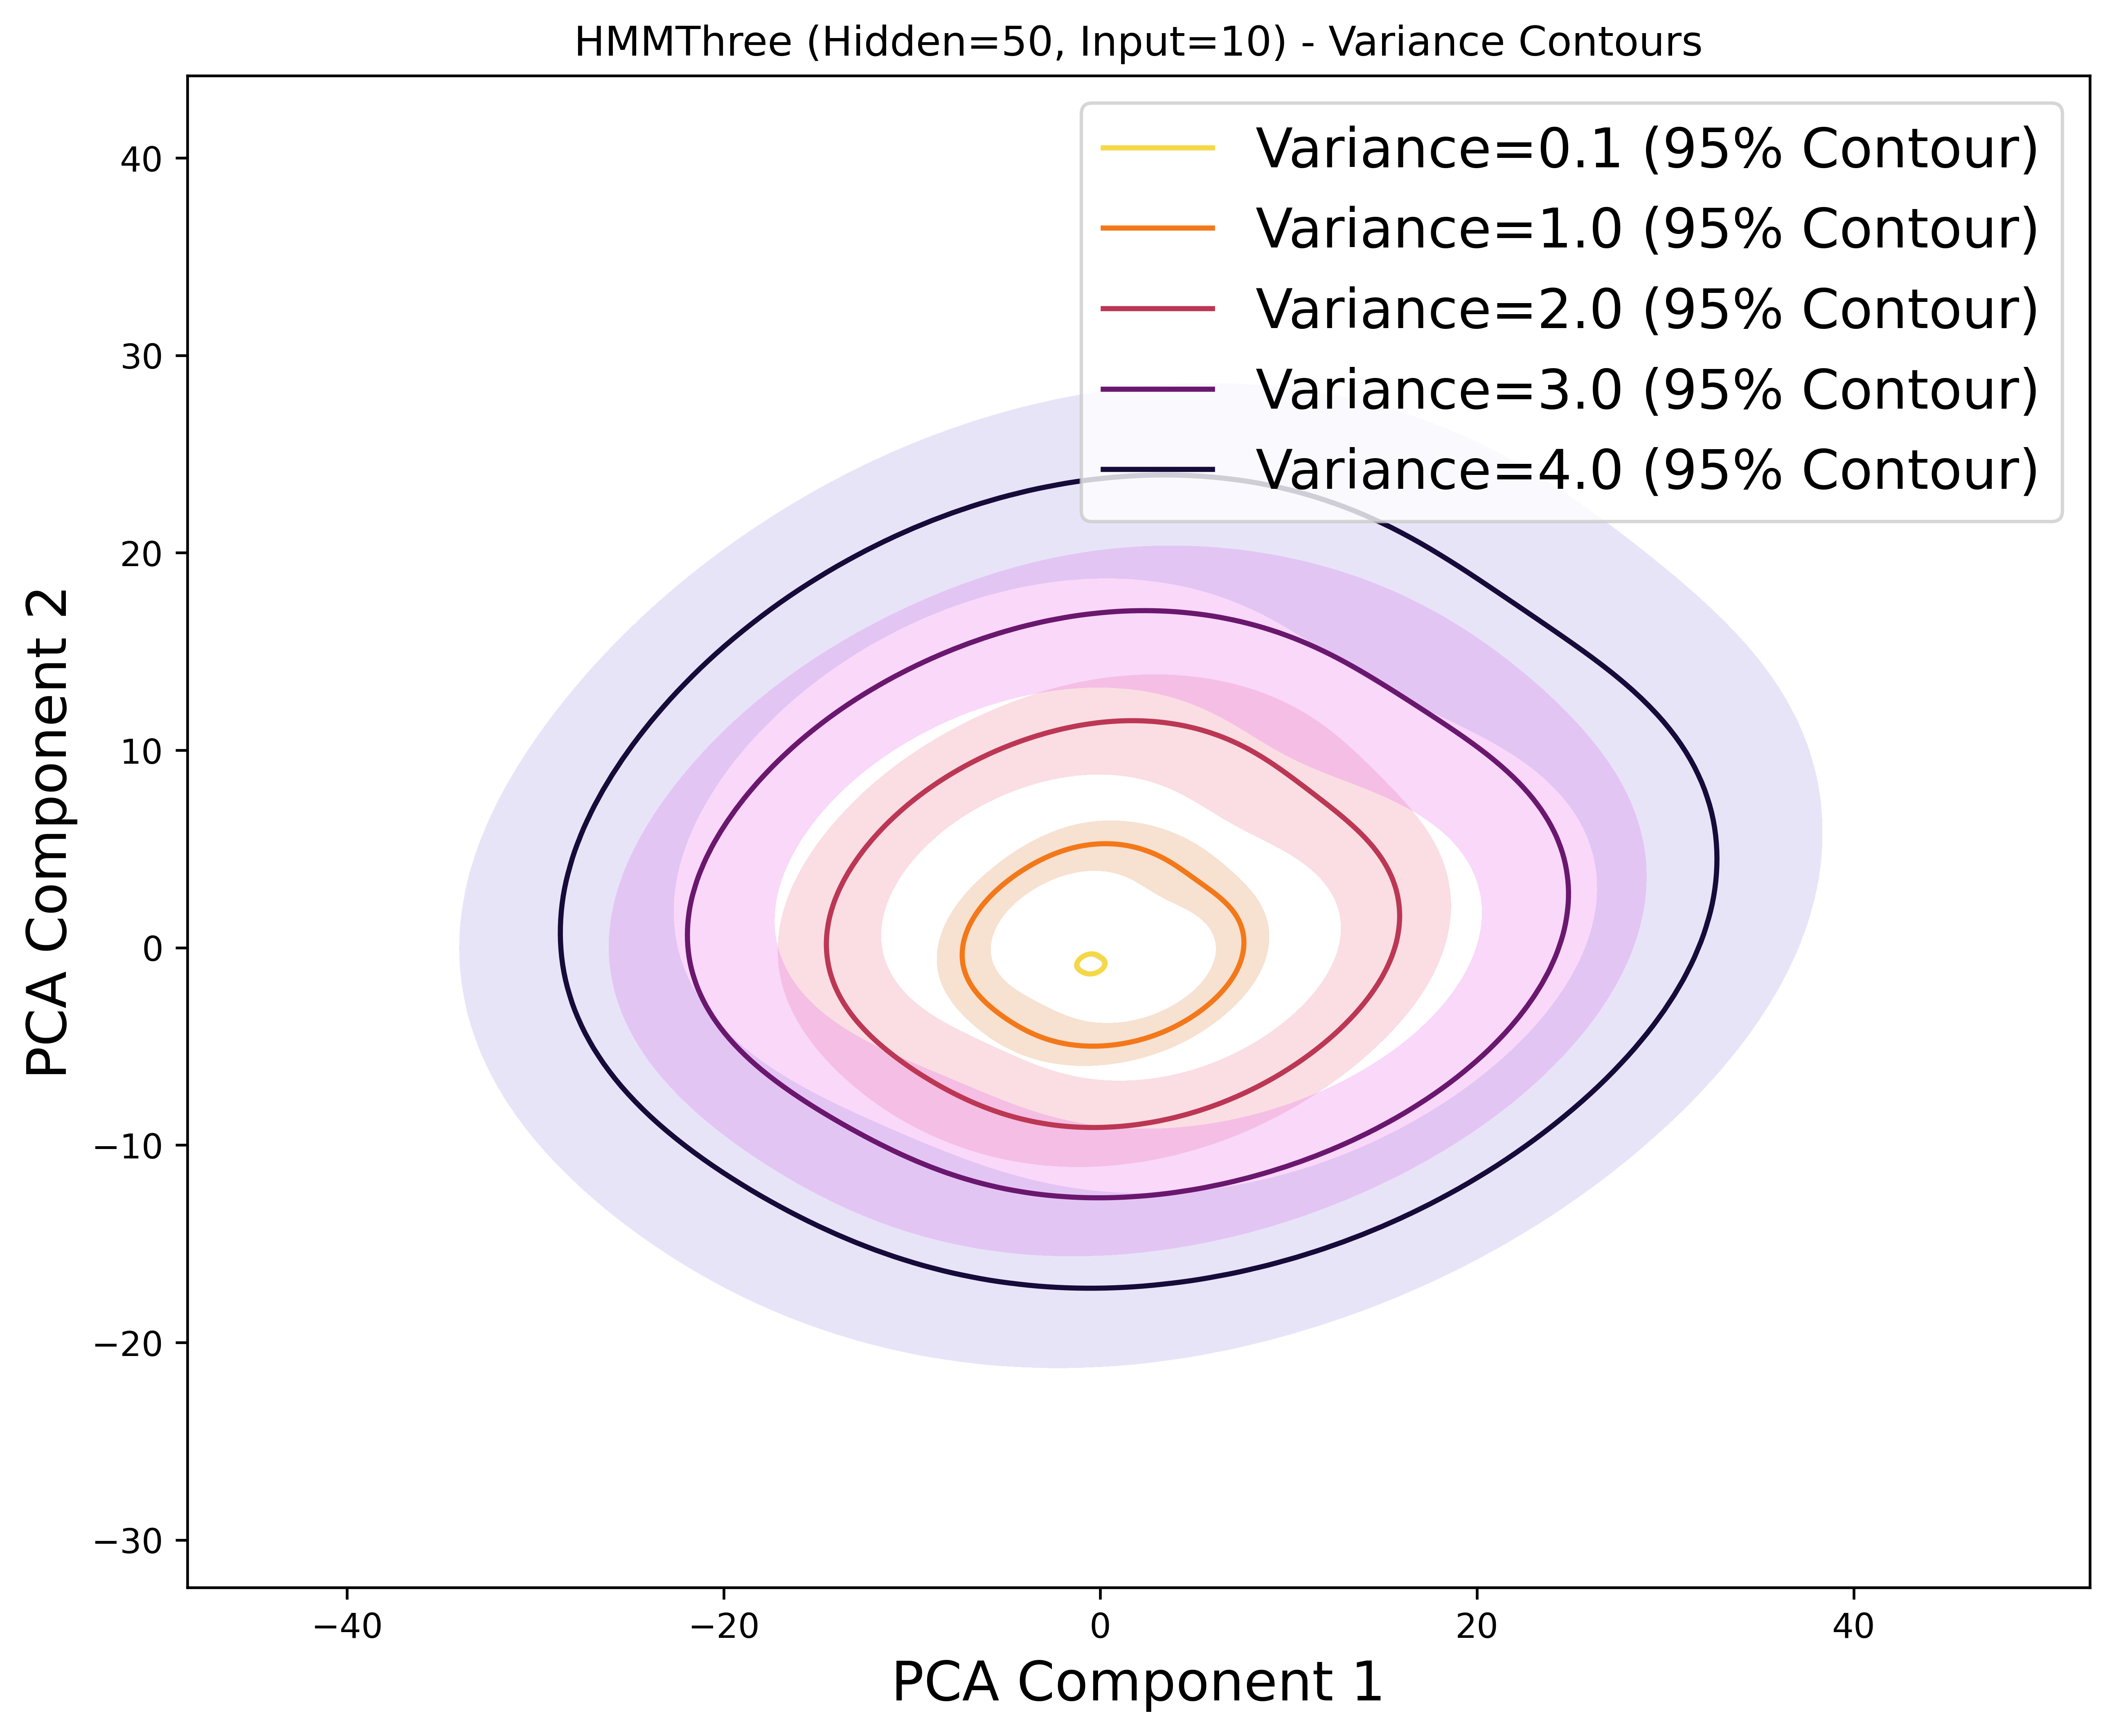 HMMThree (Hidden=50, Input=10) - Variance Contours
Variance=0.1 (95% Contour)
Variance=1.0 (95% Contour)
Variance=2.0 (95% Contour)
Variance=3.0 (95% Contour)
Variance=4.0 (95% Contour)
PCA Component 2
40
30
20
10
0
−10
−20
−30
−40
−20
0
20
40
PCA Component 1